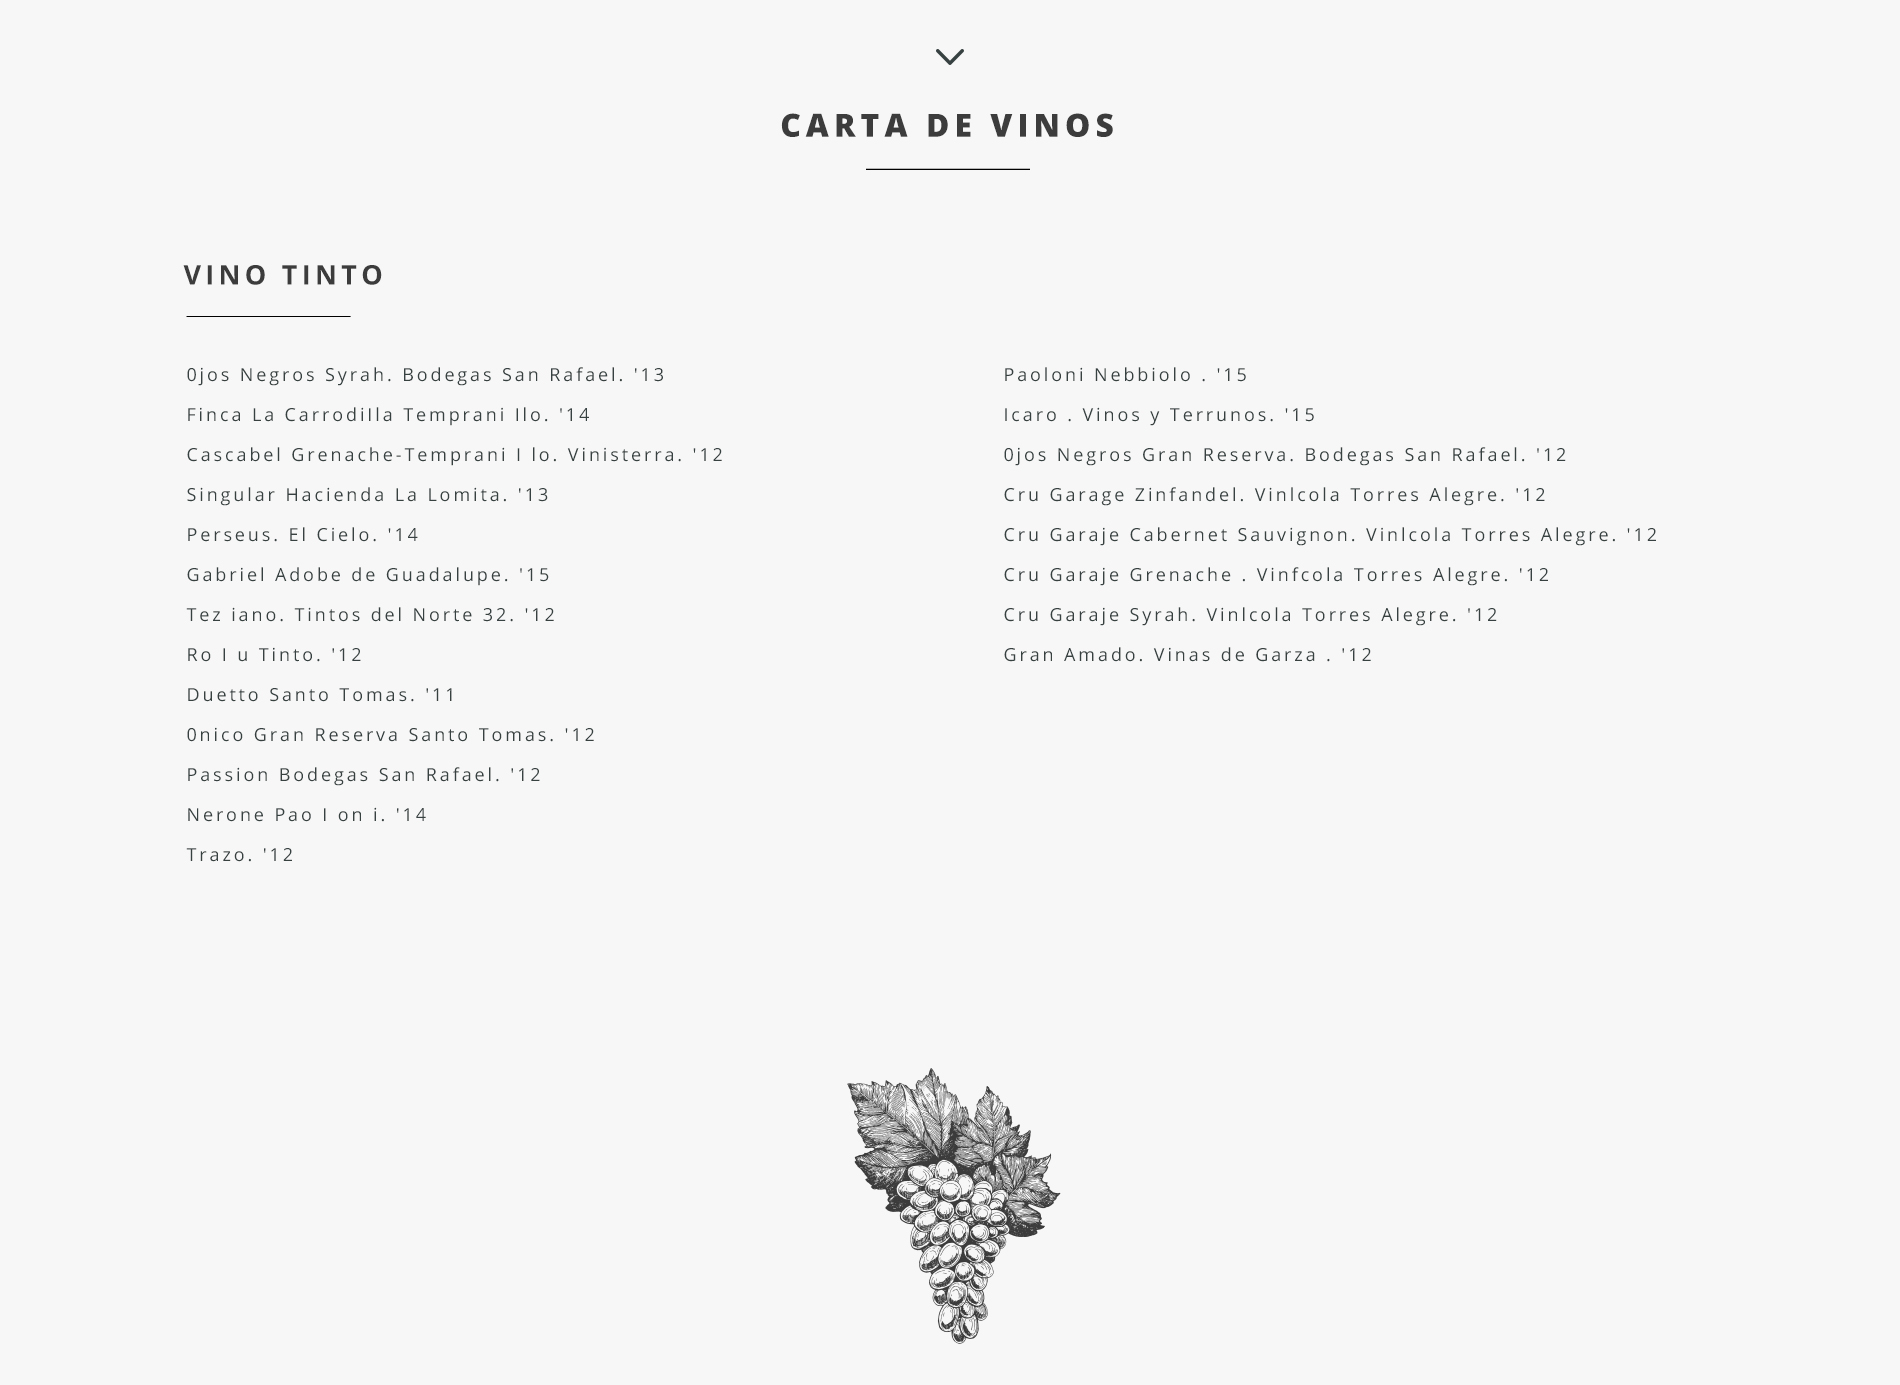 CARTA DE VINOS
VINO TINTO
0jos Negros Syrah. Bodegas San Rafael. '13
Finca La Carrodilla Temprani Ilo. '14
Cascabel Grenache-Temprani I lo. Vinisterra. '12
Singular Hacienda La Lomita. '13
Perseus. El Cielo. '14
Gabriel Adobe de Guadalupe. '15
Tez iano. Tintos del Norte 32. '12
Ro I u Tinto. '12
Duetto Santo Tomas. '11
0nico Gran Reserva Santo Tomas. '12
Passion Bodegas San Rafael. '12
Nerone Pao I on i. '14
Trazo. '12
Paoloni Nebbiolo . '15
Icaro . Vinos y Terrunos. '15
0jos Negros Gran Reserva. Bodegas San Rafael. '12
Cru Garage Zinfandel. Vinlcola Torres Alegre. '12
Cru Garaje Cabernet Sauvignon. Vinlcola Torres Alegre. '12
Cru Garaje Grenache . Vinfcola Torres Alegre. '12
Cru Garaje Syrah. Vinlcola Torres Alegre. '12
Gran Amado. Vinas de Garza . '12